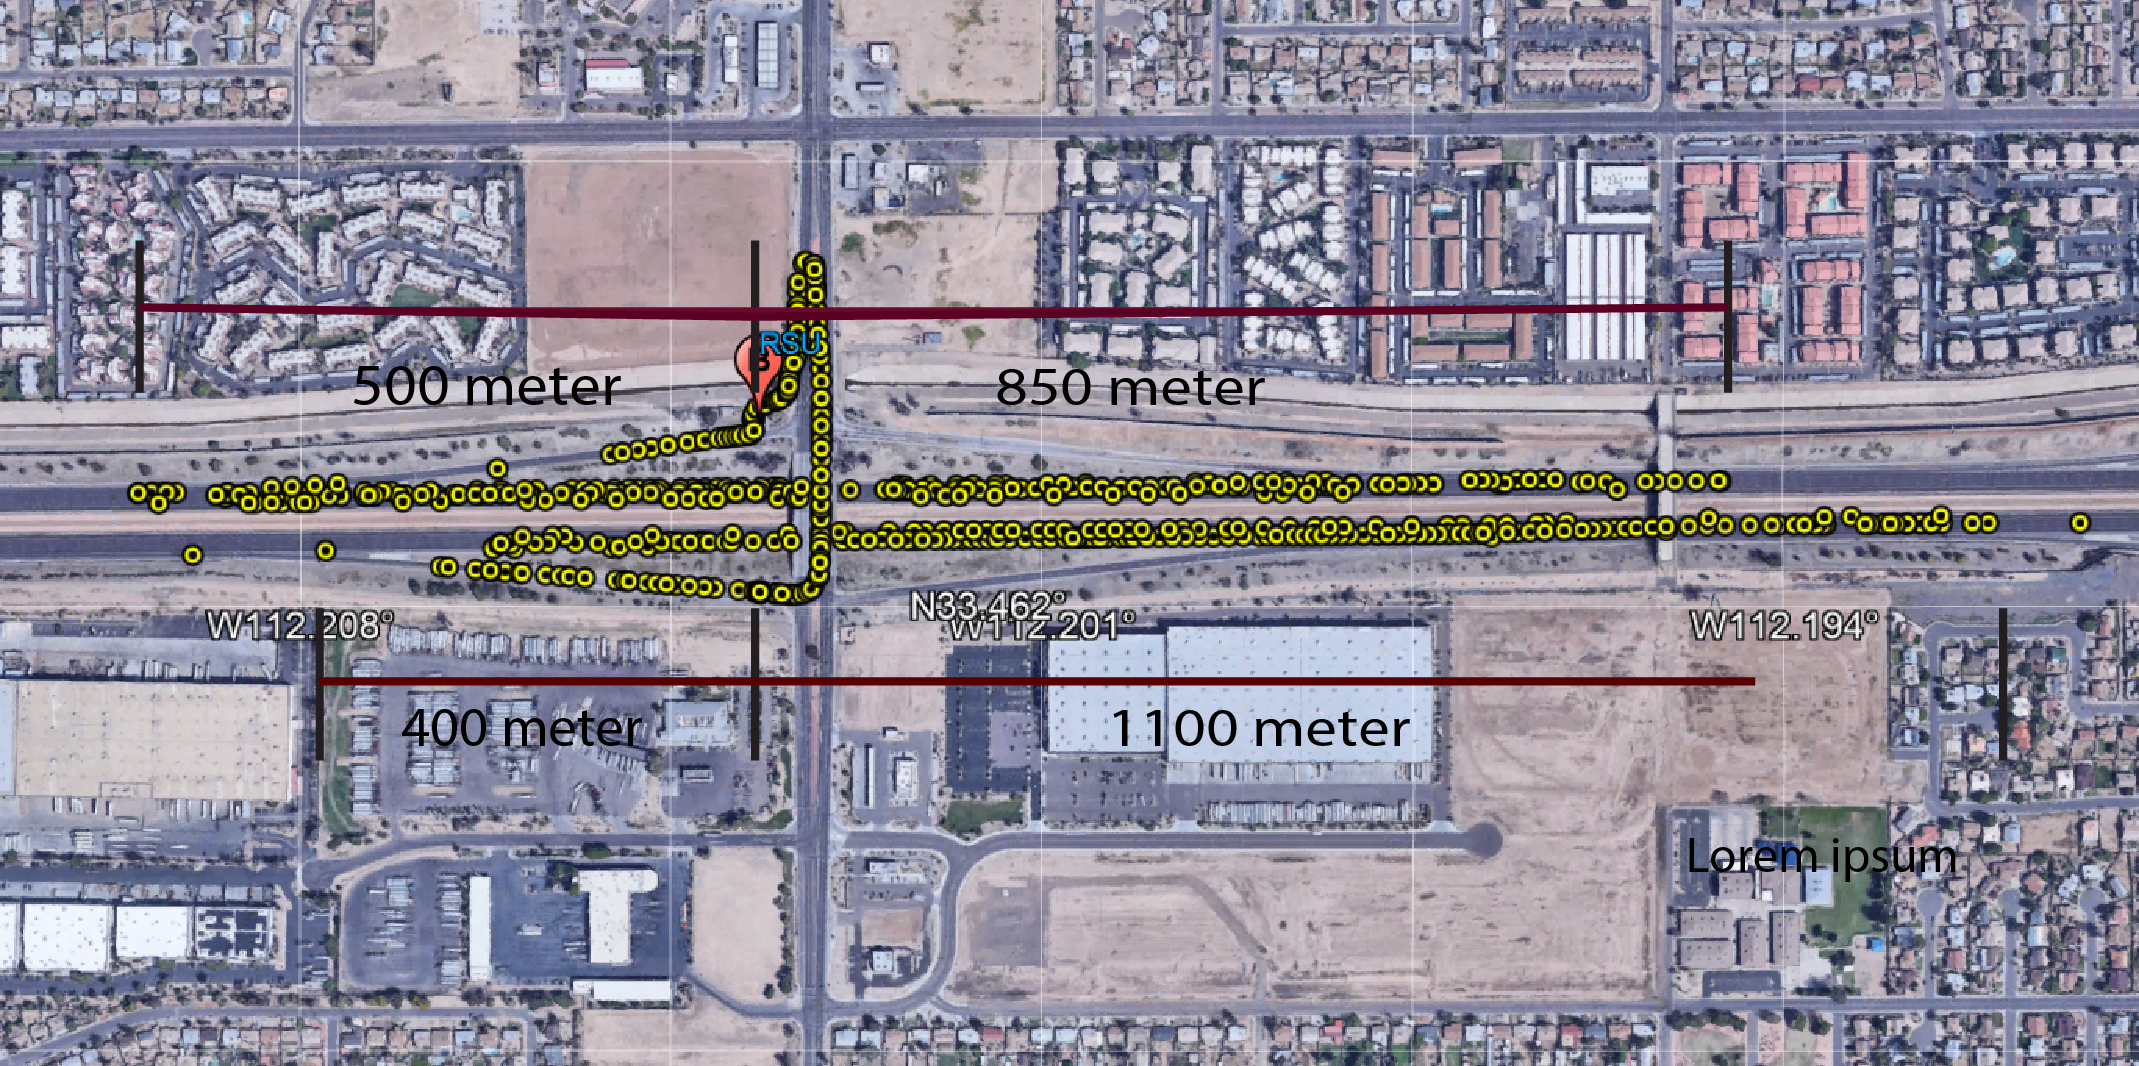 RSU
500 meter
850 meter
N33.462°
W112.208°
W112.201°
W112.194°
400 meter
1100 meter
Lorem ipsum